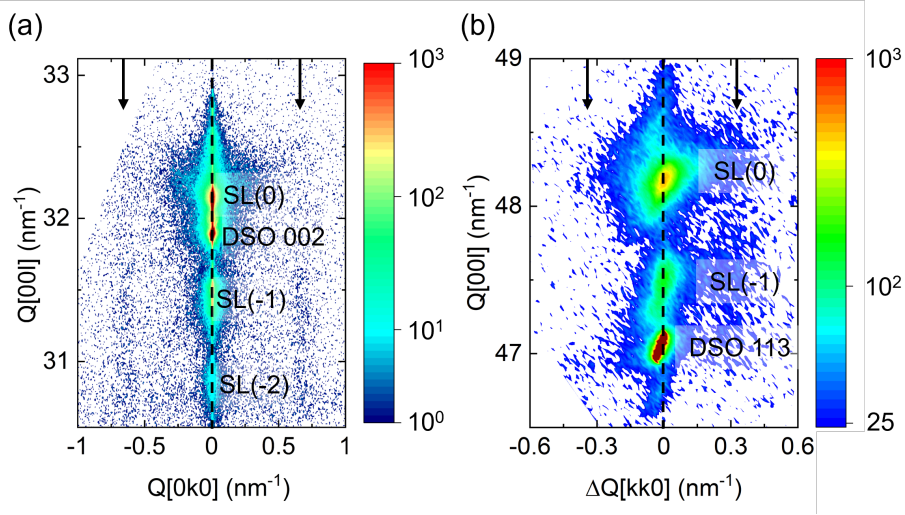 (a)
33
32
31
Q[00l] (nm-1)
-1
-0.5
0
0.5
1
Q[0k0] (nm-1)
SL(0)
DSO 002
SL(-1)
SL(-2)
10³
10²
10¹
10⁰
(b)
49
48
47
Q[00l] (nm-1)
-0.6
-0.3
0
0.3
0.6
ΔQ[kk0] (nm-1)
SL(0)
SL(-1)
DSO 113
10³
10²
25